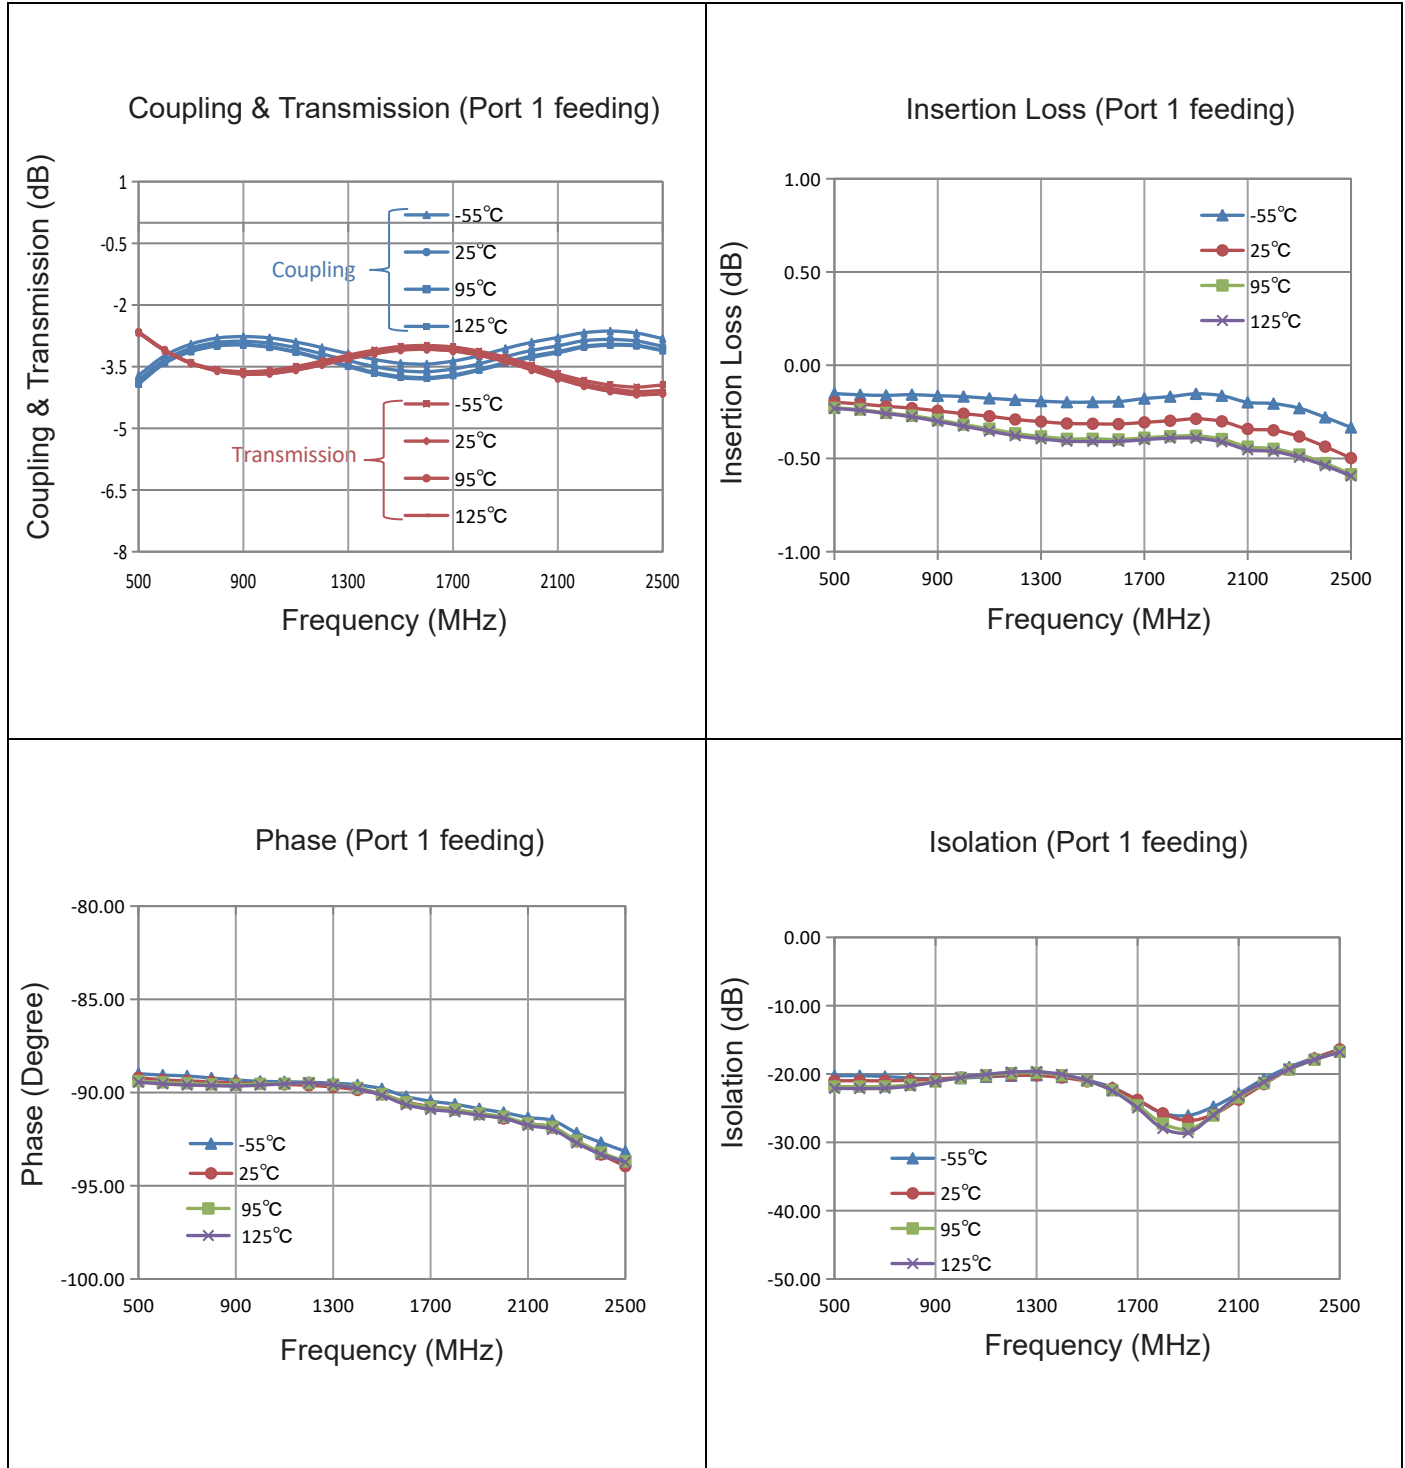 Coupling & Transmission (Port 1 feeding)
Coupling & Transmission (dB)
1
-0.5
-2
-3.5
-5
-6.5
-8
-55℃
25℃
Coupling
95℃
125℃
-55℃
25℃
Transmission
95℃
125℃
500 900 1300 1700 2100 2500
Frequency (MHz)
Insertion Loss (Port 1 feeding)
Insertion Loss (dB)
1.00
0.50
0.00
-0.50
-1.00
-55℃
25℃
95℃
125℃
500 900 1300 1700 2100 2500
Frequency (MHz)
Phase (Port 1 feeding)
Phase (Degree)
-80.00
-85.00
-90.00
-95.00
-100.00
-55℃
25℃
95℃
125℃
500 900 1300 1700 2100 2500
Frequency (MHz)
Isolation (Port 1 feeding)
Isolation (dB)
0.00
-10.00
-20.00
-30.00
-40.00
-50.00
-55℃
25℃
95℃
125℃
500 900 1300 1700 2100 2500
Frequency (MHz)